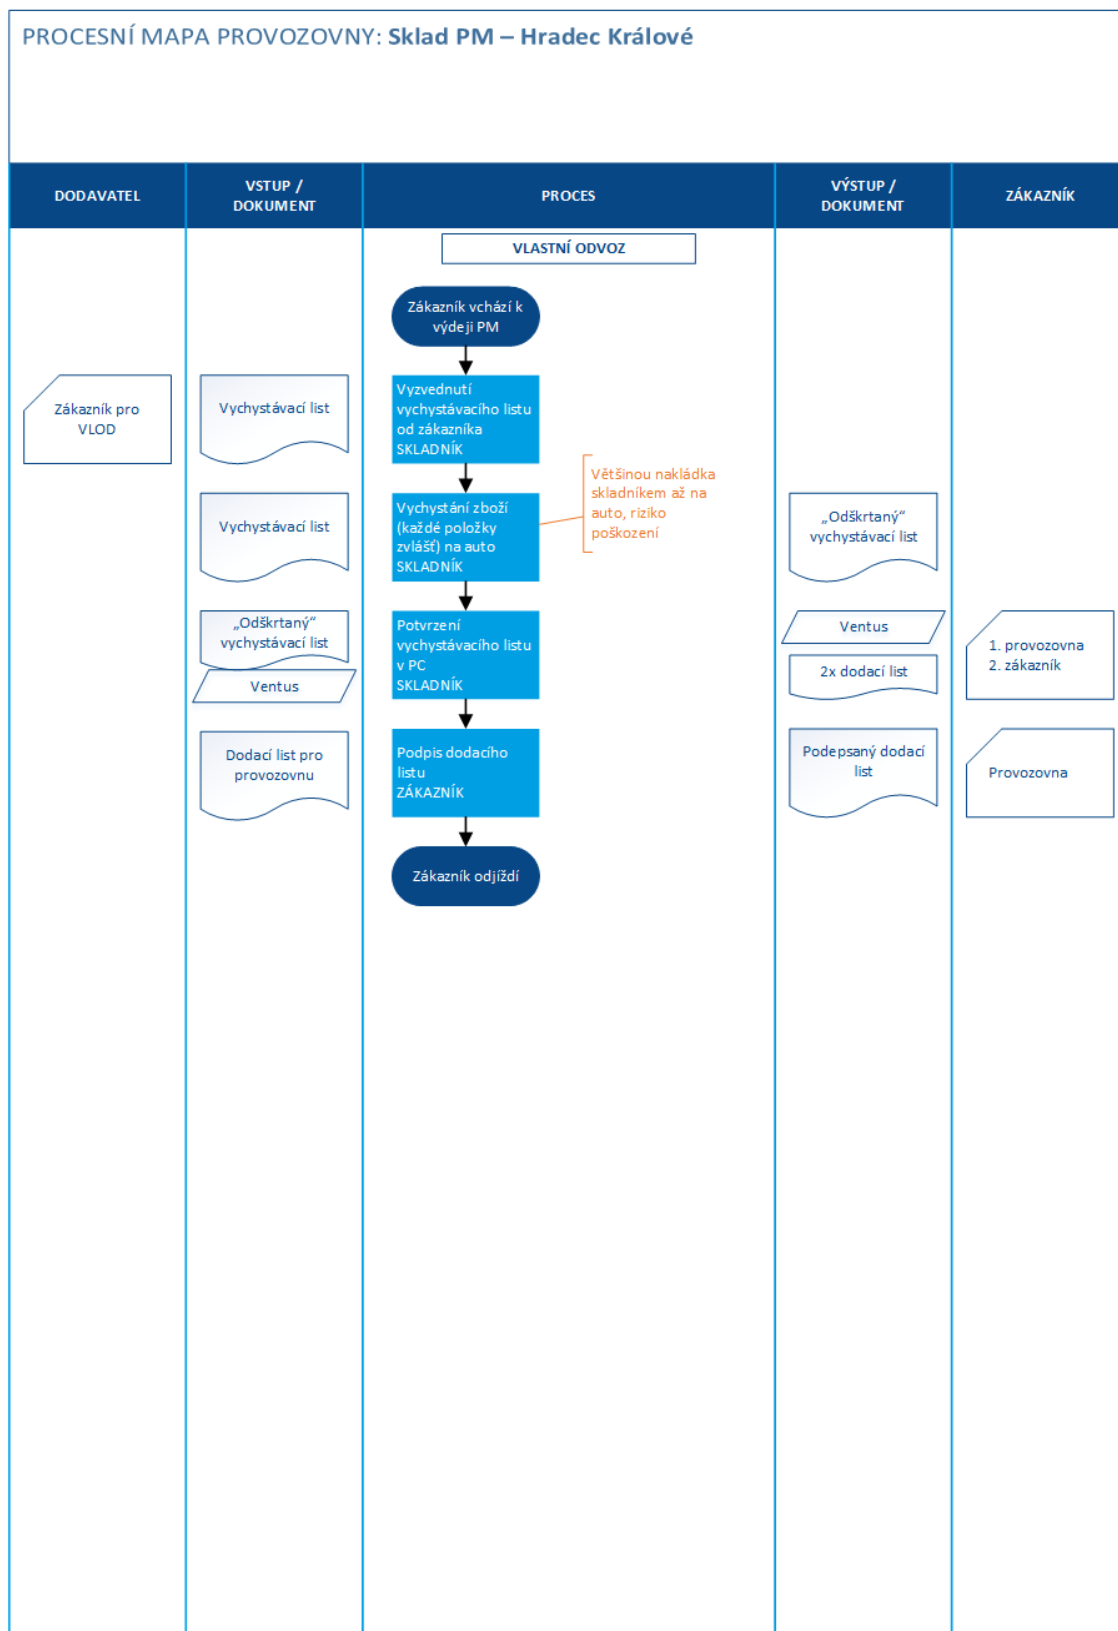 PROCESNÍ MAPA PROVOZOVNY: Sklad PM – Hradec Králové
DODAVATEL
VSTUP /
DOKUMENT
PROCES
VÝSTUP /
DOKUMENT
ZÁKAZNÍK
VLASTNÍ ODVOZ
Zákazník vchází k
výdeji PM
Zákazník pro
VLOD
Vychystávací list
Vyzvednutí
vychystávacího listu
od zákazníka
SKLADNÍK
Většinou nakládka
skladníkem až na
auto, riziko
poškození
Vychystávací list
Vychystání zboží
(každé položky
zvlášť) na auto
SKLADNÍK
„Odškrtaný“
vychystávací list
„Odškrtaný“
vychystávací list
Ventus
Potvrzení
vychystávacího listu
v PC
SKLADNÍK
Ventus
2x dodací list
1. provozovna
2. zákazník
Dodací list pro
provozovnu
Podpis dodacího
listu
ZÁKAZNÍK
Podepsaný dodací
list
Provozovna
Zákazník odjíždí